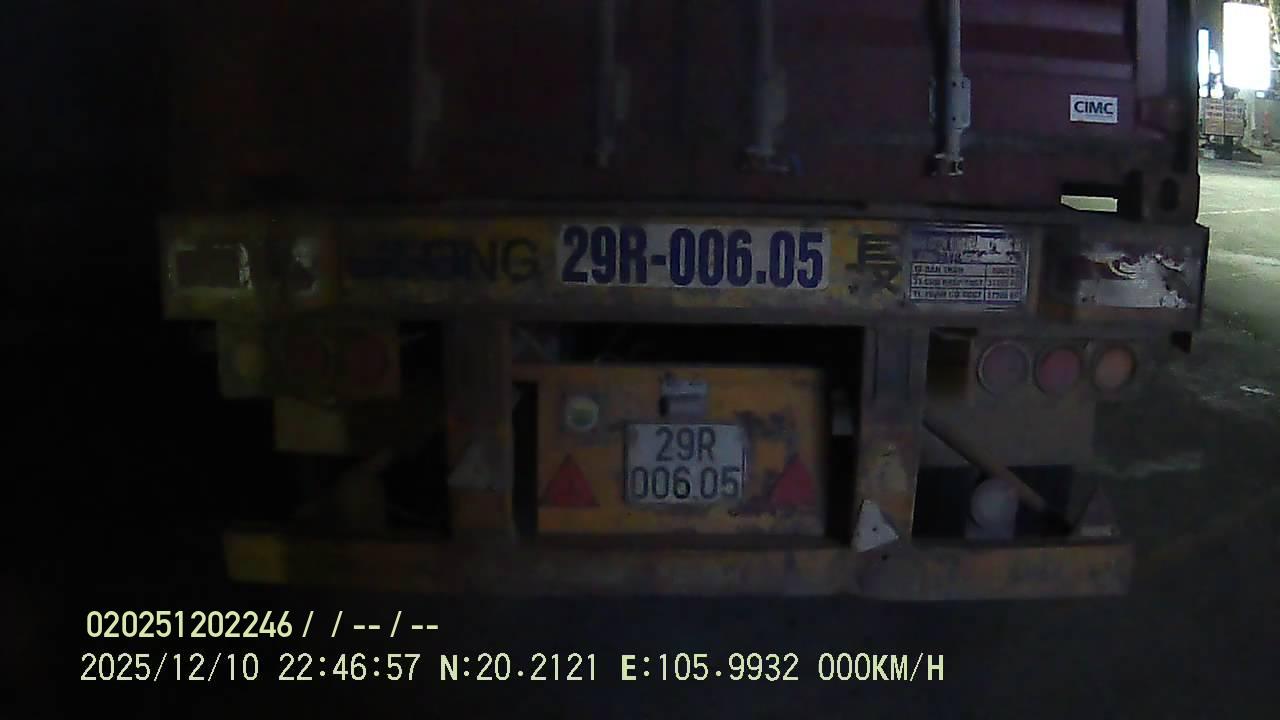 CIMC
29R-006.05
長
29R
006.05
020251202246 / / -- / --
2025/12/10 22:46:57 N:20.2121 E:105.9932 000KM/H